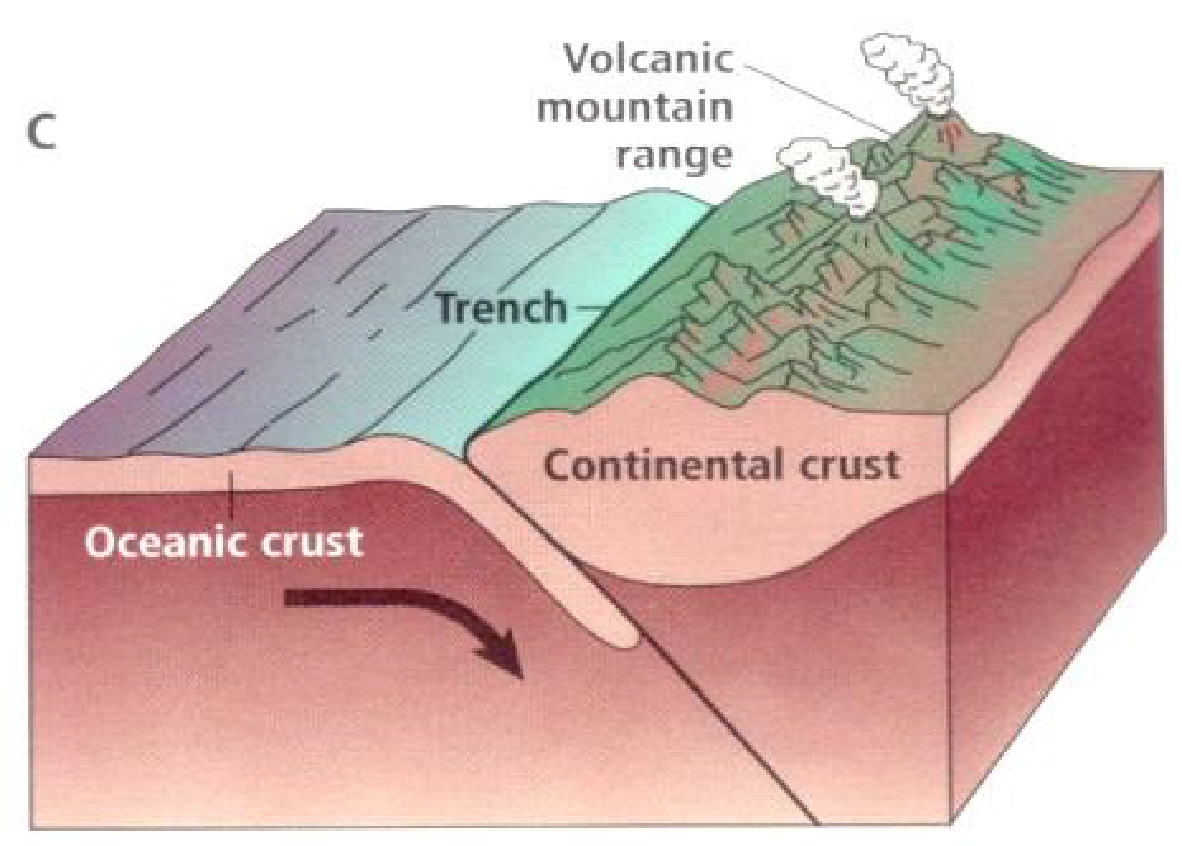 C
Volcanic
mountain
range
Trench
Continental crust
Oceanic crust